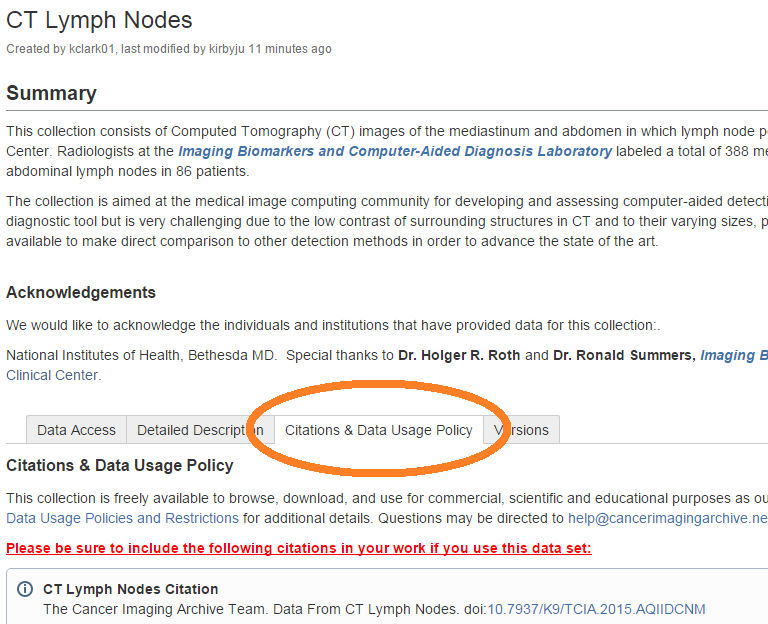 CT Lymph Nodes
Created by kclark01, last modified by kirbyju 11 minutes ago
Summary
This collection consists of Computed Tomography (CT) images of the mediastinum and abdomen in which lymph node p
Center. Radiologists at the Imaging Biomarkers and Computer-Aided Diagnosis Laboratory labeled a total of 388 me
abdominal lymph nodes in 86 patients.
The collection is aimed at the medical image computing community for developing and assessing computer-aided detecti
diagnostic tool but is very challenging due to the low contrast of surrounding structures in CT and to their varying sizes, p
available to make direct comparison to other detection methods in order to advance the state of the art.
Acknowledgements
We would like to acknowledge the individuals and institutions that have provided data for this collection:.
National Institutes of Health, Bethesda MD.  Special thanks to Dr. Holger R. Roth and Dr. Ronald Summers, Imaging B
Clinical Center.
Data Access Detailed Description Citations & Data Usage Policy Versions
Citations & Data Usage Policy
This collection is freely available to browse, download, and use for commercial, scientific and educational purposes as ou
Data Usage Policies and Restrictions for additional details. Questions may be directed to help@cancerimagingarchive.ne
Please be sure to include the following citations in your work if you use this data set:
CT Lymph Nodes Citation
The Cancer Imaging Archive Team. Data From CT Lymph Nodes. doi:10.7937/K9/TCIA.2015.AQIIDCNM